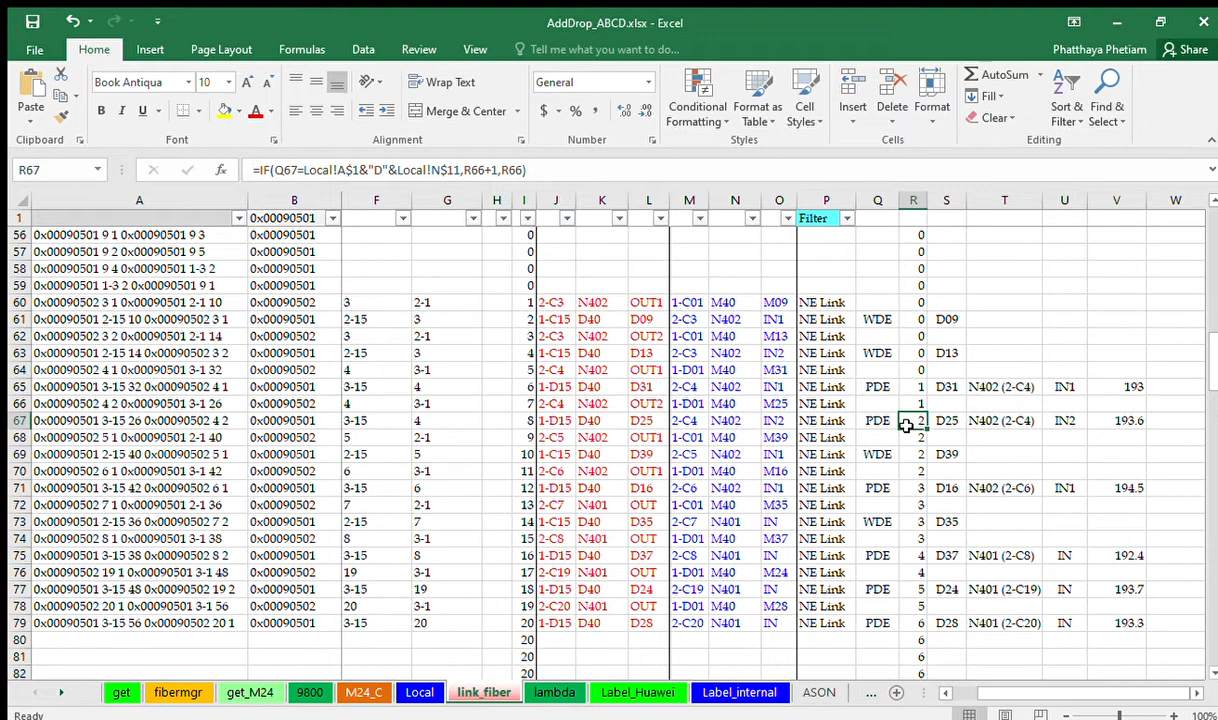 AddDrop_ABCD.xlsx - Excel
File Home Insert Page Layout Formulas Data Review View Tell me what you want to do... Phatthaya Phetiam Share
Book Antiqua 10 Wrap Text General AutoSum
Paste B I U Merge & Center $ % , Conditional Formatting Format as Table Cell Styles Insert Delete Format Fill Clear Sort & Filter Find & Select
Clipboard Font Alignment Number Styles Cells Editing
R67 fx =IF(Q67=Local!A$1&"D"&Local!N$11,R66+1,R66)
A B F G H I J K L M N O P Q R S T U V W
1 0x00090501 Filter
56 0x00090501 9 1 0x00090501 9 3 0x00090501 0 0
57 0x00090501 9 2 0x00090501 9 5 0x00090501 0 0
58 0x00090501 9 4 0x00090501 1-3 2 0x00090501 0 0
59 0x00090501 1-3 2 0x00090501 9 1 0x00090501 0 0
60 0x00090502 3 1 0x00090501 2-1 10 0x00090502 3 2-1 1 2-C3 N402 OUT1 1-C01 M40 M09 NE Link 0
61 0x00090501 2-15 10 0x00090502 3 1 0x00090501 2-15 3 2 1-C15 D40 D09 2-C3 N402 IN1 NE Link WDE 0 D09
62 0x00090502 3 2 0x00090501 2-1 14 0x00090502 3 2-1 3 2-C3 N402 OUT2 1-C01 M40 M13 NE Link 0
63 0x00090501 2-15 14 0x00090502 3 2 0x00090501 2-15 3 4 1-C15 D40 D13 2-C3 N402 IN2 NE Link WDE 0 D13
64 0x00090502 4 1 0x00090501 3-1 32 0x00090502 4 3-1 5 2-C4 N402 OUT1 1-D01 M40 M31 NE Link 0
65 0x00090501 3-15 32 0x00090502 4 1 0x00090501 3-15 4 6 1-D15 D40 D31 2-C4 N402 IN1 NE Link PDE 1 D31 N402 (2-C4) IN1 193
66 0x00090502 4 2 0x00090501 3-1 26 0x00090502 4 3-1 7 2-C4 N402 OUT2 1-D01 M40 M25 NE Link 1
67 0x00090501 3-15 26 0x00090502 4 2 0x00090501 3-15 4 8 1-D15 D40 D25 2-C4 N402 IN2 NE Link PDE 2 D25 N402 (2-C4) IN2 193.6
68 0x00090502 5 1 0x00090501 2-1 40 0x00090502 5 2-1 9 2-C5 N402 OUT1 1-C01 M40 M39 NE Link 2
69 0x00090501 2-15 40 0x00090502 5 1 0x00090501 2-15 5 10 1-C15 D40 D39 2-C5 N402 IN1 NE Link WDE 2 D39
70 0x00090502 6 1 0x00090501 3-1 42 0x00090502 6 3-1 11 2-C6 N402 OUT1 1-D01 M40 M16 NE Link 2
71 0x00090501 3-15 42 0x00090502 6 1 0x00090501 3-15 6 12 1-D15 D40 D16 2-C6 N402 IN1 NE Link PDE 3 D16 N402 (2-C6) IN1 194.5
72 0x00090502 7 1 0x00090501 2-1 36 0x00090502 7 2-1 13 2-C7 N401 OUT 1-C01 M40 M35 NE Link 3
73 0x00090501 2-15 36 0x00090502 7 2 0x00090501 2-15 7 14 1-C15 D40 D35 2-C7 N401 IN NE Link WDE 3 D35
74 0x00090502 8 1 0x00090501 3-1 38 0x00090502 8 3-1 15 2-C8 N401 OUT 1-D01 M40 M37 NE Link 3
75 0x00090501 3-15 38 0x00090502 8 2 0x00090501 3-15 8 16 1-D15 D40 D37 2-C8 N401 IN NE Link PDE 4 D37 N401 (2-C8) IN 192.4
76 0x00090502 19 1 0x00090501 3-1 48 0x00090502 19 3-1 17 2-C19 N401 OUT 1-D01 M40 M24 NE Link 4
77 0x00090501 3-15 48 0x00090502 19 2 0x00090501 3-15 19 18 1-D15 D40 D24 2-C19 N401 IN NE Link PDE 5 D24 N401 (2-C19) IN 193.7
78 0x00090502 20 1 0x00090501 3-1 56 0x00090502 20 3-1 19 2-C20 N401 OUT 1-D01 M40 M28 NE Link 5
79 0x00090501 3-15 56 0x00090502 20 1 0x00090501 3-15 20 20 1-D15 D40 D28 2-C20 N401 IN NE Link PDE 6 D28 N401 (2-C20) IN 193.3
80 20 6
81 20 6
82 20 6
get fibermgr get_M24 9800 M24_C Local link_fiber lambda Label_Huawei Label_internal ASON ...
Ready 100%